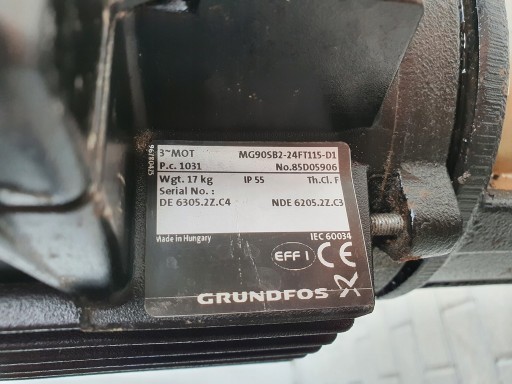 3~MOT MG90SB2-24FT115-D1
P.c. 1031 No.85D05906
Wgt. 17 kg IP 55 Th.Cl. F
Serial No.:
DE 6305.2Z.C4 NDE 6205.2Z.C3
Made in Hungary IEC 60034
EFF 1 CE
GRUNDFOS
96780425